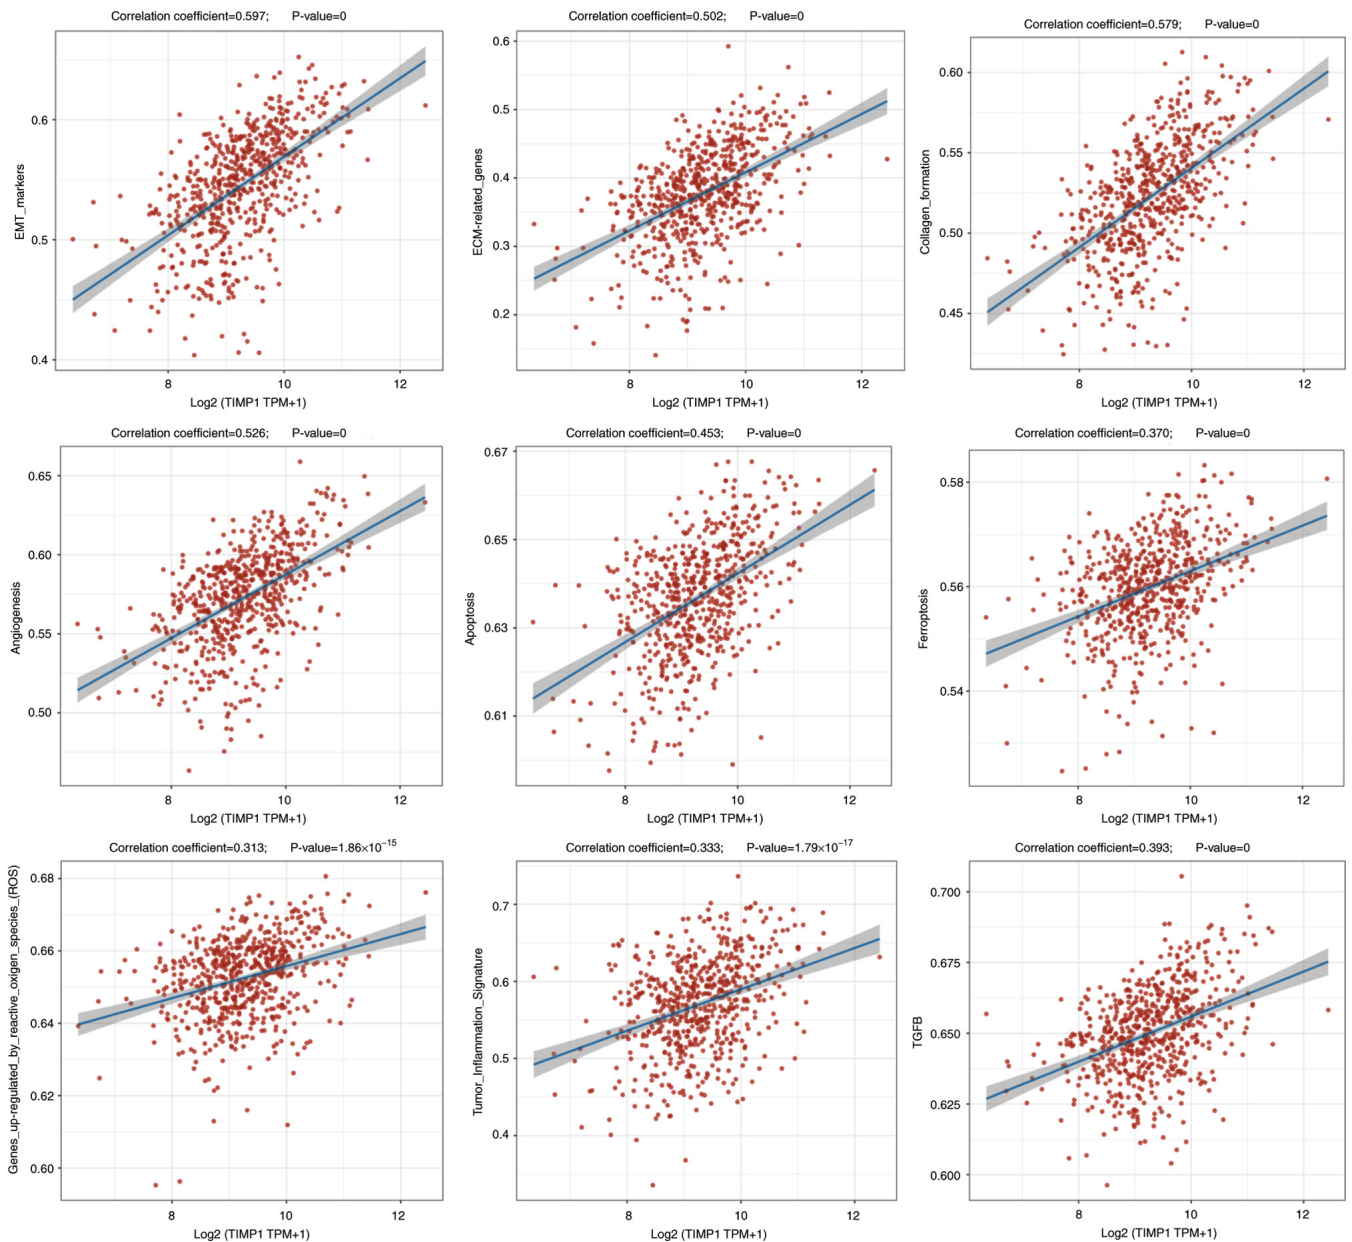 Correlation coefficient=0.597; P-value=0
EMT_markers
0.6
0.5
0.4
8 10 12
Log2 (TIMP1 TPM+1)
Correlation coefficient=0.502; P-value=0
ECM-related_genes
0.6
0.5
0.4
0.3
0.2
8 10 12
Log2 (TIMP1 TPM+1)
Correlation coefficient=0.579; P-value=0
Collagen_formation
0.60
0.55
0.50
0.45
8 10 12
Log2 (TIMP1 TPM+1)
Correlation coefficient=0.526; P-value=0
Angiogenesis
0.65
0.60
0.55
0.50
8 10 12
Log2 (TIMP1 TPM+1)
Correlation coefficient=0.453; P-value=0
Apoptosis
0.67
0.65
0.63
0.61
8 10 12
Log2 (TIMP1 TPM+1)
Correlation coefficient=0.370; P-value=0
Ferroptosis
0.58
0.56
0.54
8 10 12
Log2 (TIMP1 TPM+1)
Correlation coefficient=0.313; P-value=1.86×10⁻¹⁵
Genes_up-regulated_by_reactive_oxigen_species_(ROS)
0.68
0.66
0.64
0.62
0.60
8 10 12
Log2 (TIMP1 TPM+1)
Correlation coefficient=0.333; P-value=1.79×10⁻¹⁷
Tumor_Inflammation_Signature
0.7
0.6
0.5
0.4
8 10 12
Log2 (TIMP1 TPM+1)
Correlation coefficient=0.393; P-value=0
TGFB
0.700
0.675
0.650
0.625
0.600
8 10 12
Log2 (TIMP1 TPM+1)